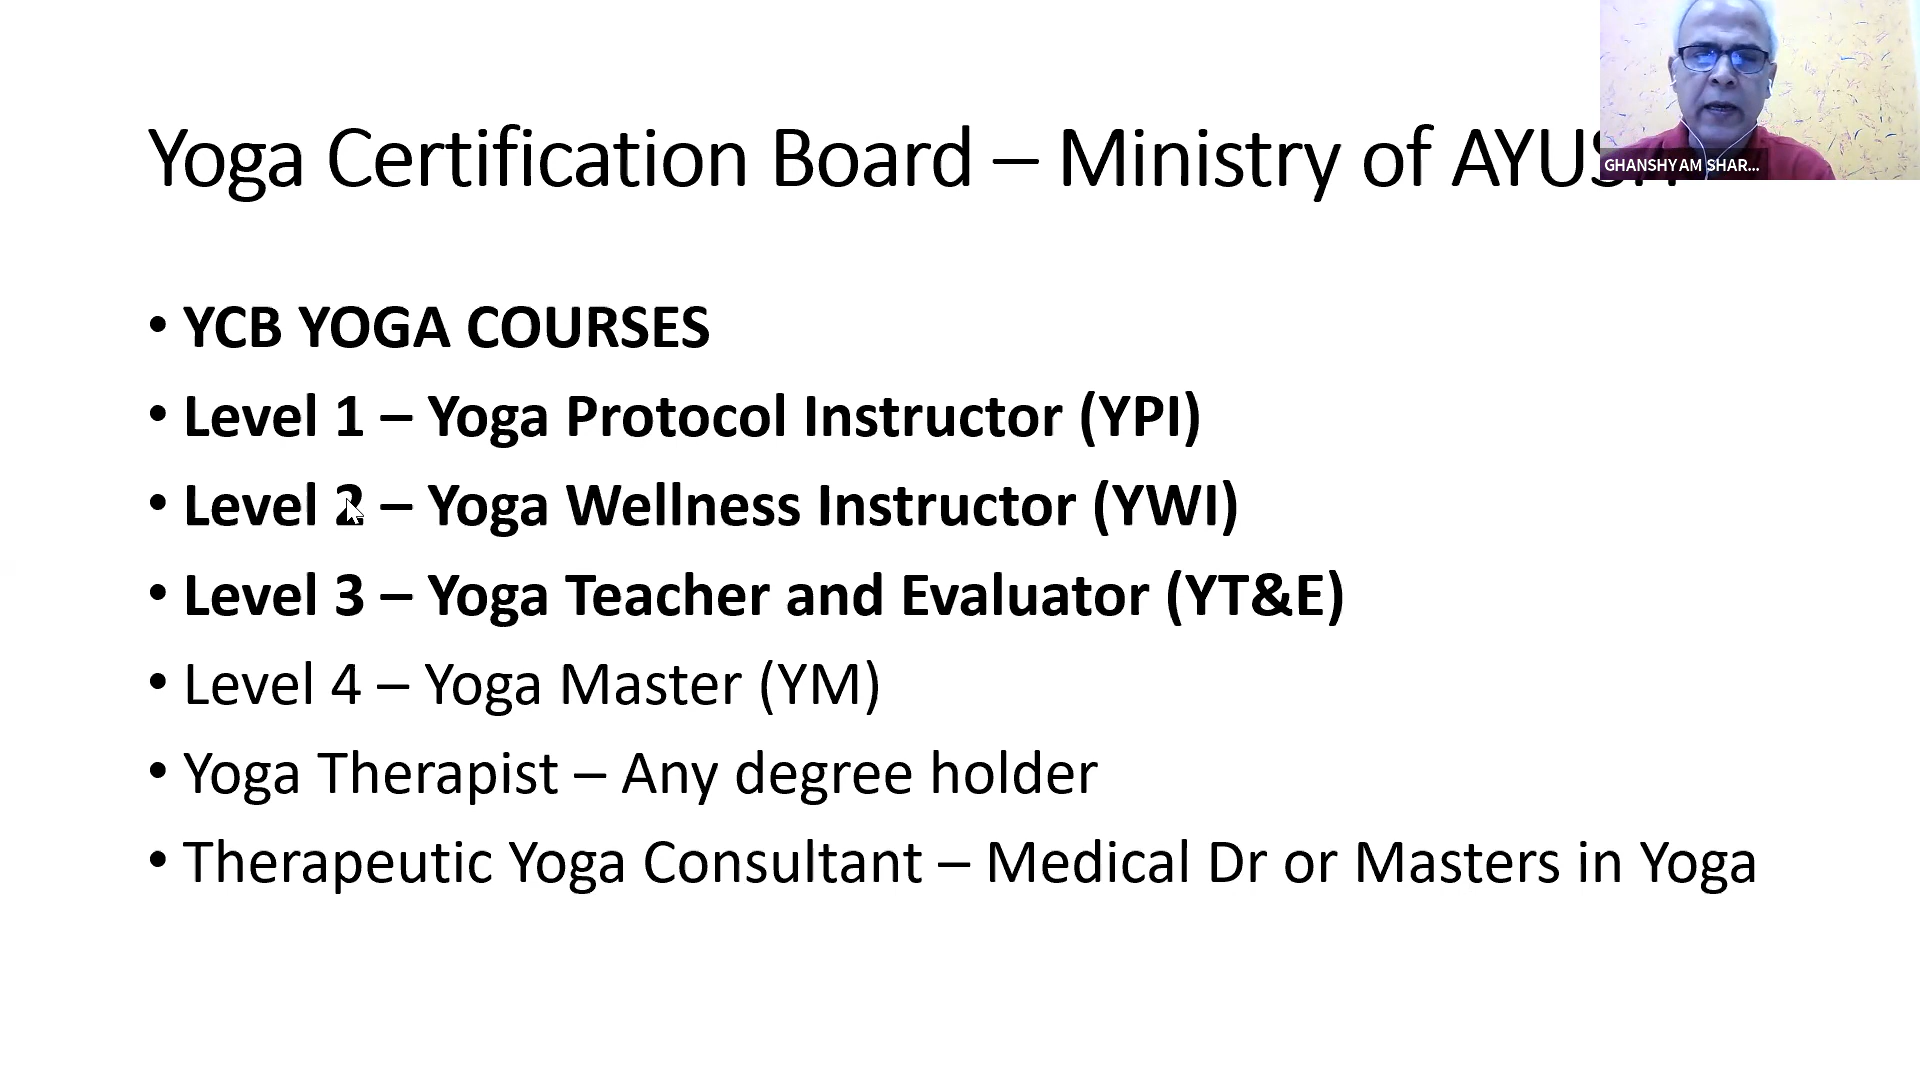 Yoga Certification Board – Ministry of AYUSH
GHANSHYAM SHAR...
• YCB YOGA COURSES
• Level 1 – Yoga Protocol Instructor (YPI)
• Level 2 – Yoga Wellness Instructor (YWI)
• Level 3 – Yoga Teacher and Evaluator (YT&E)
• Level 4 – Yoga Master (YM)
• Yoga Therapist – Any degree holder
• Therapeutic Yoga Consultant – Medical Dr or Masters in Yoga